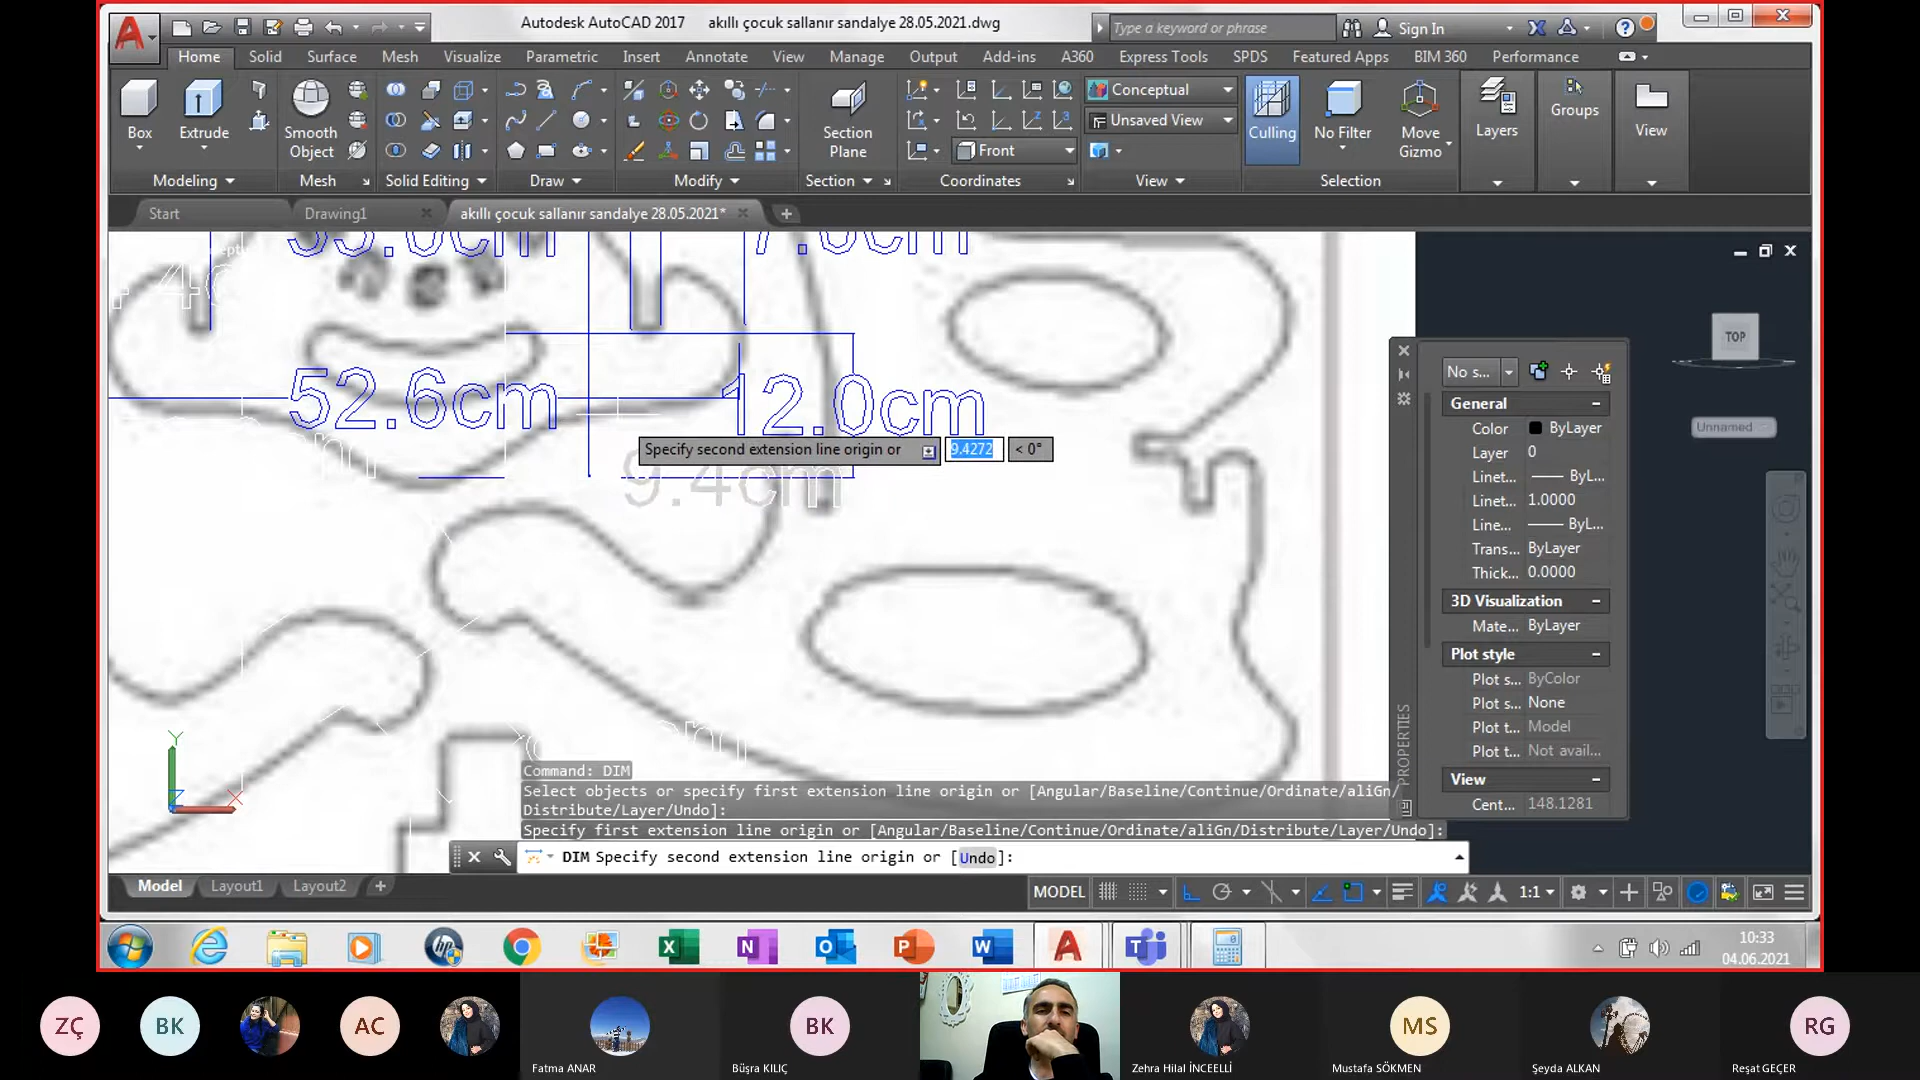 Autodesk AutoCAD 2017 akıllı çocuk sallanır sandalye 28.05.2021.dwg
Type a keyword or phrase
Sign In
Home Solid Surface Mesh Visualize Parametric Insert Annotate View Manage Output Add-ins A360 Express Tools SPDS Featured Apps BIM 360 Performance
Box
Extrude
Smooth Object
Section Plane
Front
Conceptual
Unsaved View
Culling
No Filter
Move Gizmo
Layers
Groups
View
Modeling
Mesh
Solid Editing
Draw
Modify
Section
Coordinates
View
Selection
Start
Drawing1
akıllı çocuk sallanır sandalye 28.05.2021*
52.6cm
12.0cm
9.4cm
Specify second extension line origin or
9.4272
< 0°
TOP
Unnamed
No s...
General
Color ByLayer
Layer 0
Linet... ByL...
Linet... 1.0000
Line... ByL...
Trans... ByLayer
Thick... 0.0000
3D Visualization
Mate... ByLayer
Plot style
Plot s... ByColor
Plot s... None
Plot t... Model
Plot t... Not avail...
View
Cent... 148.1281
PROPERTIES
Y
X
Z
Command: DIM
Select objects or specify first extension line origin or [Angular/Baseline/Continue/Ordinate/aliGn/
Distribute/Layer/Undo]:
Specify first extension line origin or [Angular/Baseline/Continue/Ordinate/aliGn/Distribute/Layer/Undo]:
DIM Specify second extension line origin or [Undo]:
Model Layout1 Layout2
MODEL
1:1
10:33
04.06.2021
ZÇ
BK
AC
Fatma ANAR
BK
Büşra KILIÇ
Zehra Hilal İNCEELLİ
MS
Mustafa SÖKMEN
Şeyda ALKAN
RG
Reşat GEÇER